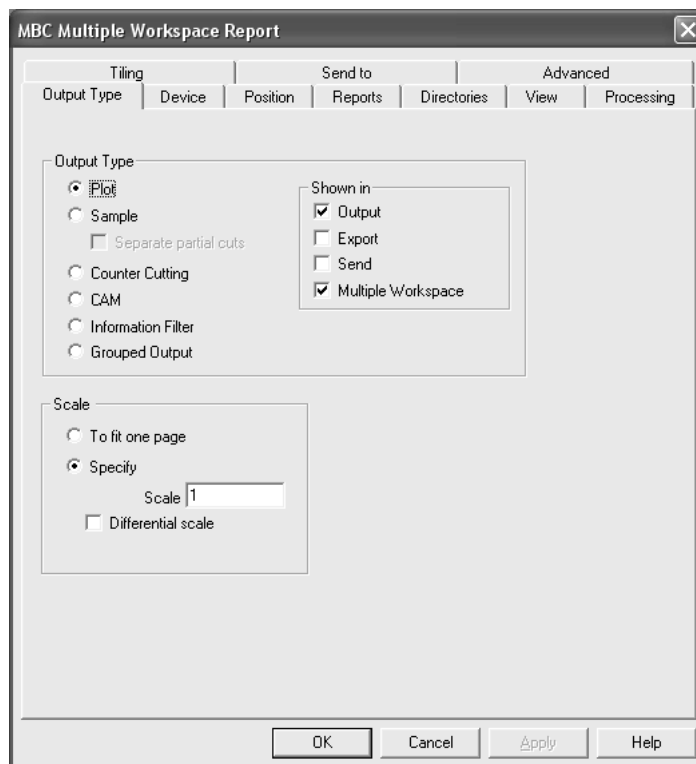 MBC Multiple Workspace Report
Tiling Send to Advanced
Output Type Device Position Reports Directories View Processing
Output Type
Plot
Sample
Separate partial cuts
Counter Cutting
CAM
Information Filter
Grouped Output
Shown in
Output
Export
Send
Multiple Workspace
Scale
To fit one page
Specify
Scale 1
Differential scale
OK Cancel Apply Help